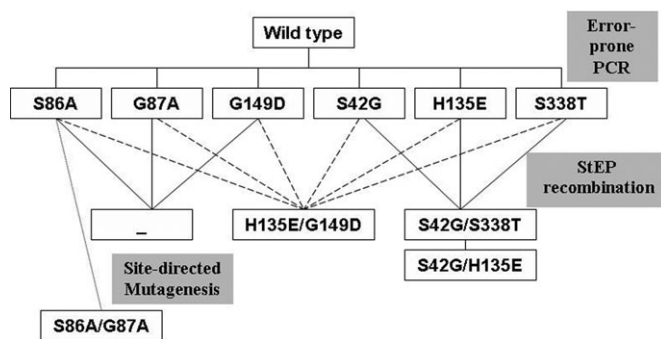 Wild type
Error-
prone
PCR
S86A
G87A
G149D
S42G
H135E
S338T
StEP
recombination
_
H135E/G149D
S42G/S338T
S42G/H135E
Site-directed
Mutagenesis
S86A/G87A